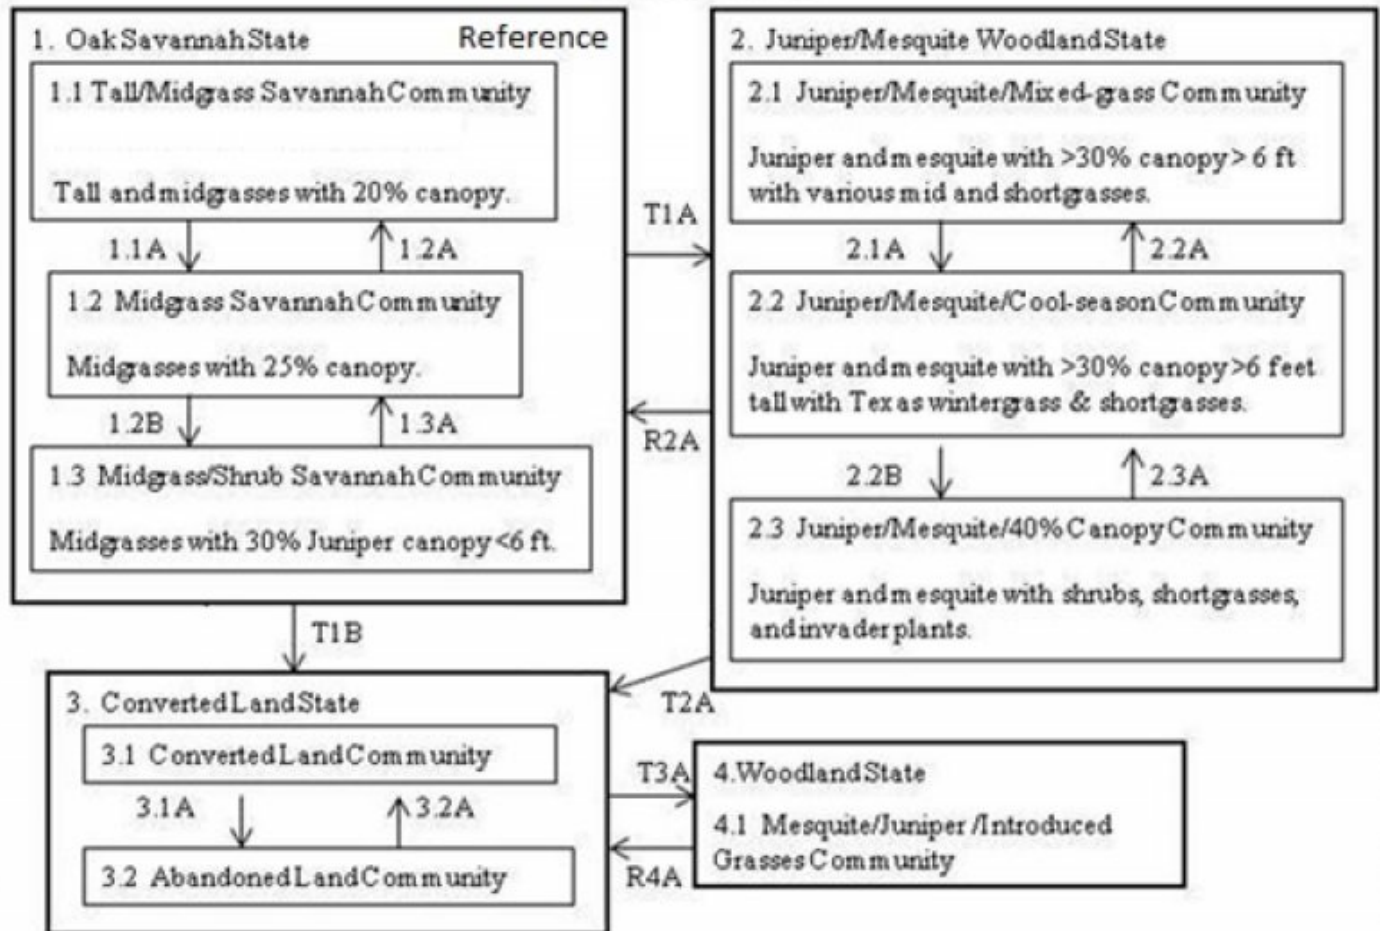 1. Oak Savannah State
Reference
1.1 Tall/Midgrass Savannah Community
Tall and midgrasses with 20% canopy.
1.1A
1.2A
1.2 Midgrass Savannah Community
Midgrasses with 25% canopy.
1.2B
1.3A
1.3 Midgrass/Shrub Savannah Community
Midgrasses with 30% Juniper canopy <6 ft.
T1A
R2A
2. Juniper/Mesquite Woodland State
2.1 Juniper/Mesquite/Mixed-grass Community
Juniper and mesquite with >30% canopy > 6 ft
with various mid and shortgrasses.
2.1A
2.2A
2.2 Juniper/Mesquite/Cool-season Community
Juniper and mesquite with >30% canopy >6 feet
tall with Texas wintergrass & shortgrasses.
2.2B
2.3A
2.3 Juniper/Mesquite/40% Canopy Community
Juniper and mesquite with shrubs, shortgrasses,
and invader plants.
T1B
T2A
3. Converted Land State
3.1 Converted Land Community
3.1A
3.2A
3.2 Abandoned Land Community
T3A
R4A
4. Woodland State
4.1 Mesquite/Juniper /Introduced
Grasses Community